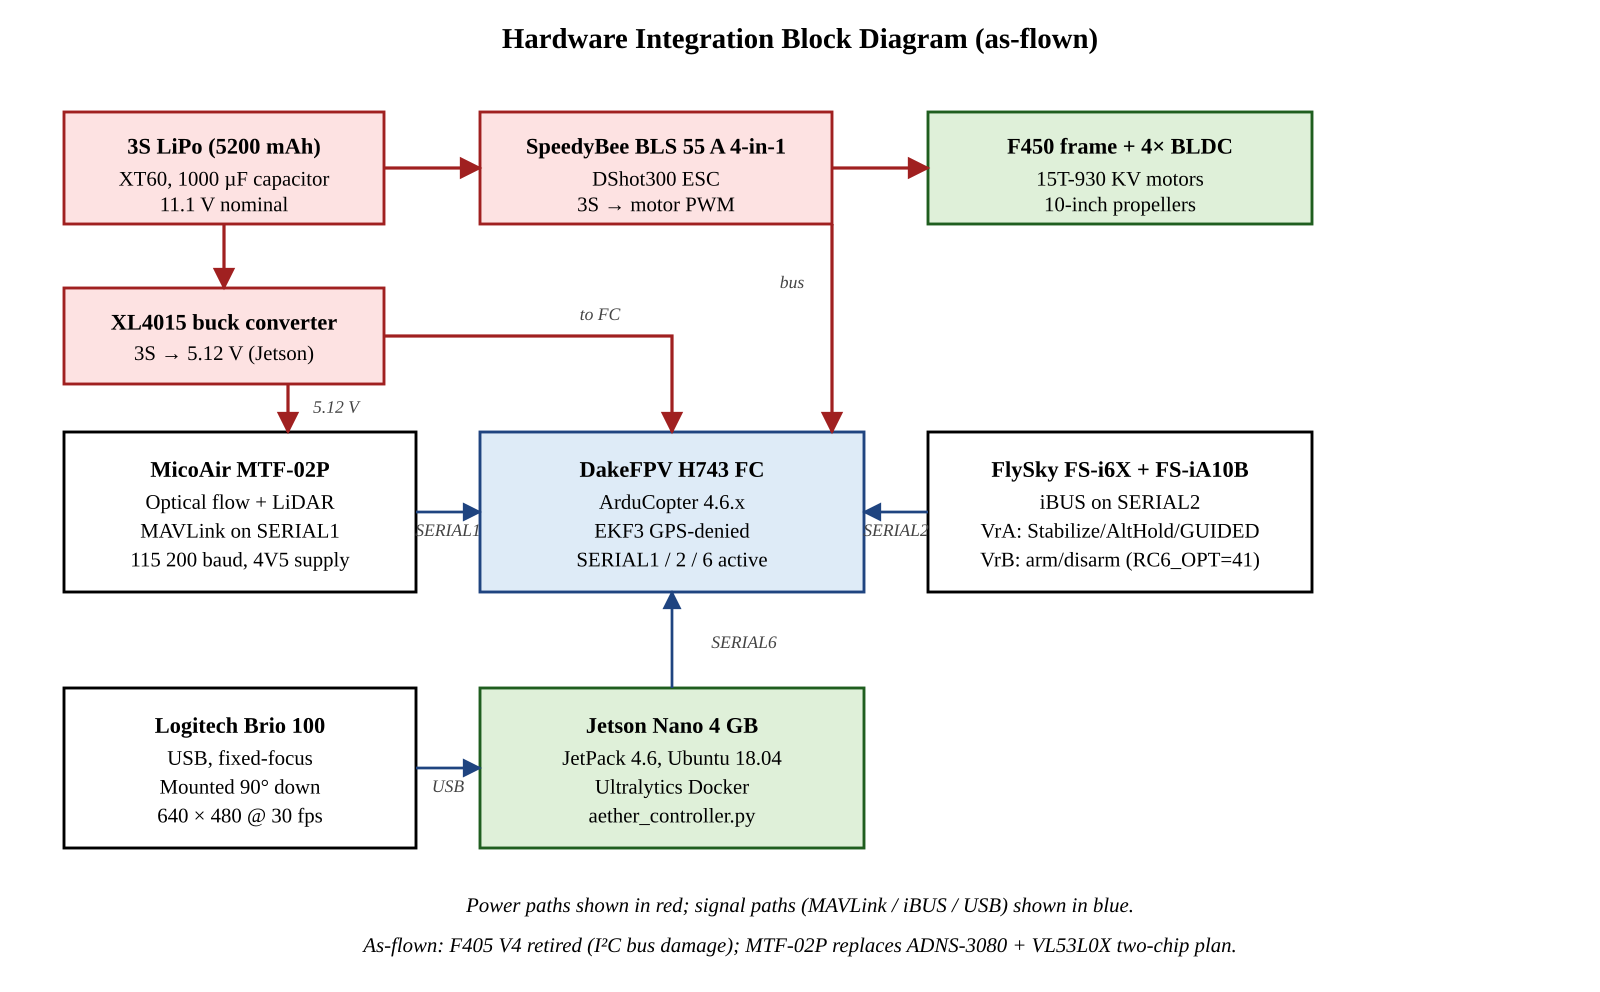 Hardware Integration Block Diagram (as-flown)
3S LiPo (5200 mAh)
XT60, 1000 µF capacitor
11.1 V nominal
SpeedyBee BLS 55 A 4-in-1
DShot300 ESC
3S → motor PWM
F450 frame + 4× BLDC
15T-930 KV motors
10-inch propellers
bus
to FC
XL4015 buck converter
3S → 5.12 V (Jetson)
5.12 V
MicoAir MTF-02P
Optical flow + LiDAR
MAVLink on SERIAL1
115 200 baud, 4V5 supply
SERIAL1
DakeFPV H743 FC
ArduCopter 4.6.x
EKF3 GPS-denied
SERIAL1 / 2 / 6 active
SERIAL2
FlySky FS-i6X + FS-iA10B
iBUS on SERIAL2
VrA: Stabilize/AltHold/GUIDED
VrB: arm/disarm (RC6_OPT=41)
SERIAL6
Logitech Brio 100
USB, fixed-focus
Mounted 90° down
640 × 480 @ 30 fps
USB
Jetson Nano 4 GB
JetPack 4.6, Ubuntu 18.04
Ultralytics Docker
aether_controller.py
Power paths shown in red; signal paths (MAVLink / iBUS / USB) shown in blue.
As-flown: F405 V4 retired (I²C bus damage); MTF-02P replaces ADNS-3080 + VL53L0X two-chip plan.